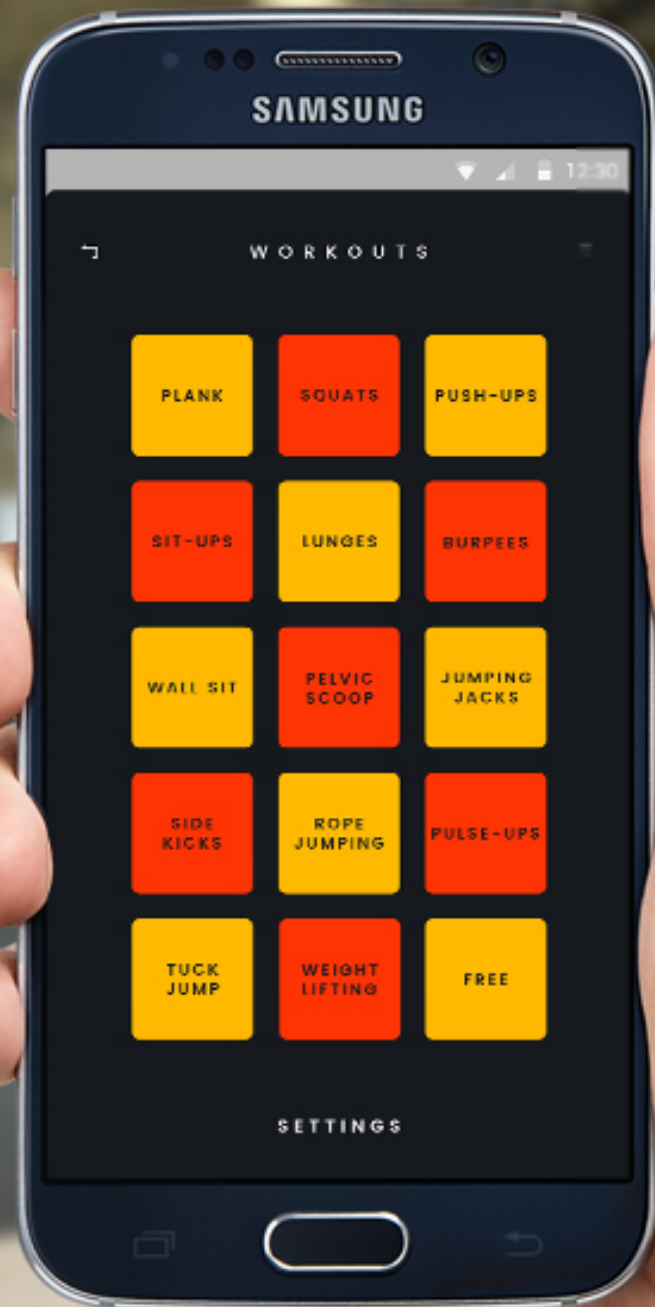 SAMSUNG
12:30
WORKOUTS
PLANK
SQUATS
PUSH-UPS
SIT-UPS
LUNGES
BURPEES
WALL SIT
PELVIC
SCOOP
JUMPING
JACKS
SIDE
KICKS
ROPE
JUMPING
PULSE-UPS
TUCK
JUMP
WEIGHT
LIFTING
FREE
SETTINGS